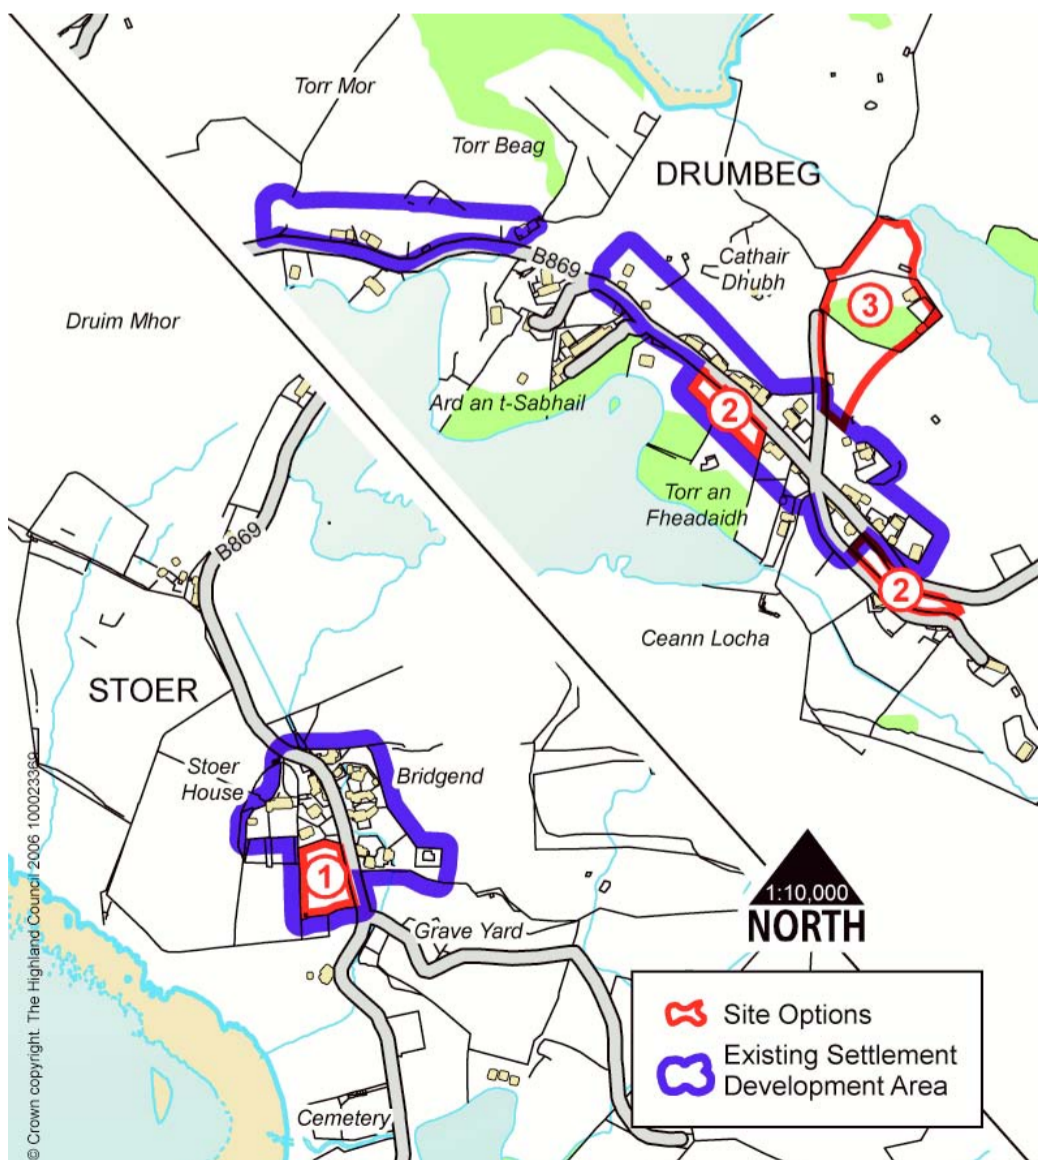 Torr Mor
Torr Beag
DRUMBEG
B869
Cathair
Dhubh
3
Druim Mhor
Ard an t-Sabhail
2
Torr an
Fheadaidh
B869
2
Ceann Locha
STOER
Stoer
House
Bridgend
1
Grave Yard
Cemetery
1:10,000
NORTH
Site Options
Existing Settlement
Development Area
© Crown copyright. The Highland Council 2006 100023369